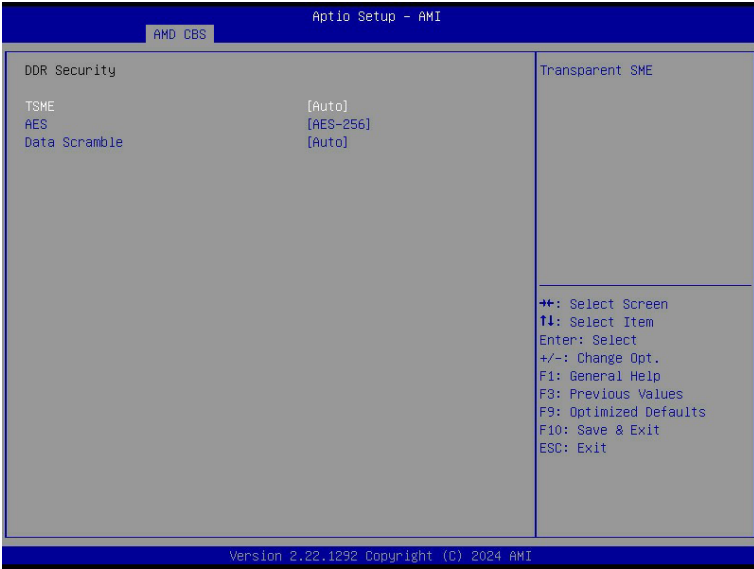 Aptio Setup – AMI
AMD CBS
DDR Security
TSME [Auto]
AES [AES-256]
Data Scramble [Auto]
Transparent SME
→←: Select Screen
↑↓: Select Item
Enter: Select
+/-: Change Opt.
F1: General Help
F3: Previous Values
F9: Optimized Defaults
F10: Save & Exit
ESC: Exit
Version 2.22.1292 Copyright (C) 2024 AMI